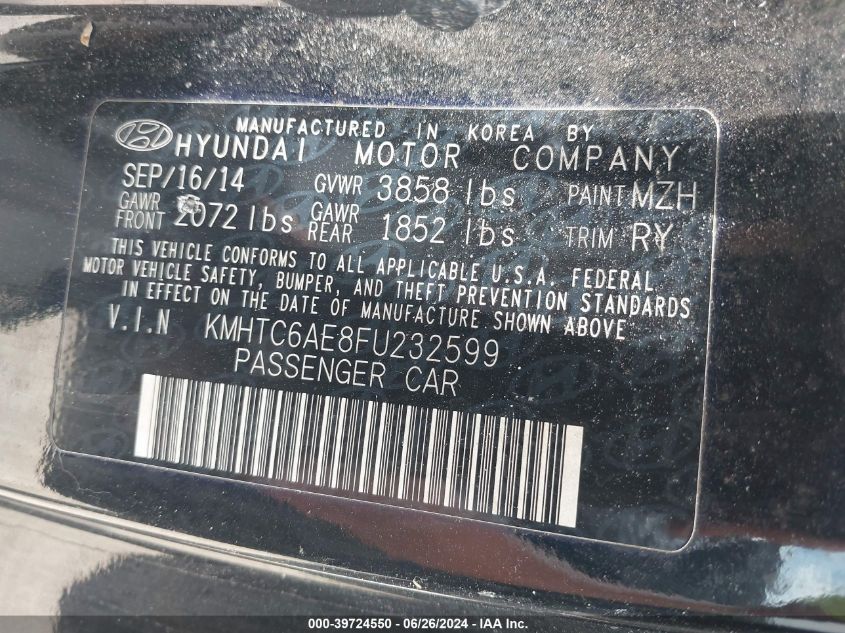 MANUFACTURED IN KOREA BY
HYUNDAI MOTOR COMPANY
SEP/16/14 GVWR 3858 lbs PAINT MZH
GAWR FRONT 2072 lbs GAWR REAR 1852 lbs TRIM RY
THIS VEHICLE CONFORMS TO ALL APPLICABLE U.S.A. FEDERAL
MOTOR VEHICLE SAFETY, BUMPER, AND THEFT PREVENTION STANDARDS
IN EFFECT ON THE DATE OF MANUFACTURE SHOWN ABOVE
V.I.N KMHTC6AE8FU232599
PASSENGER CAR
000-39724550 / 06/26/2024 - IAA Inc.